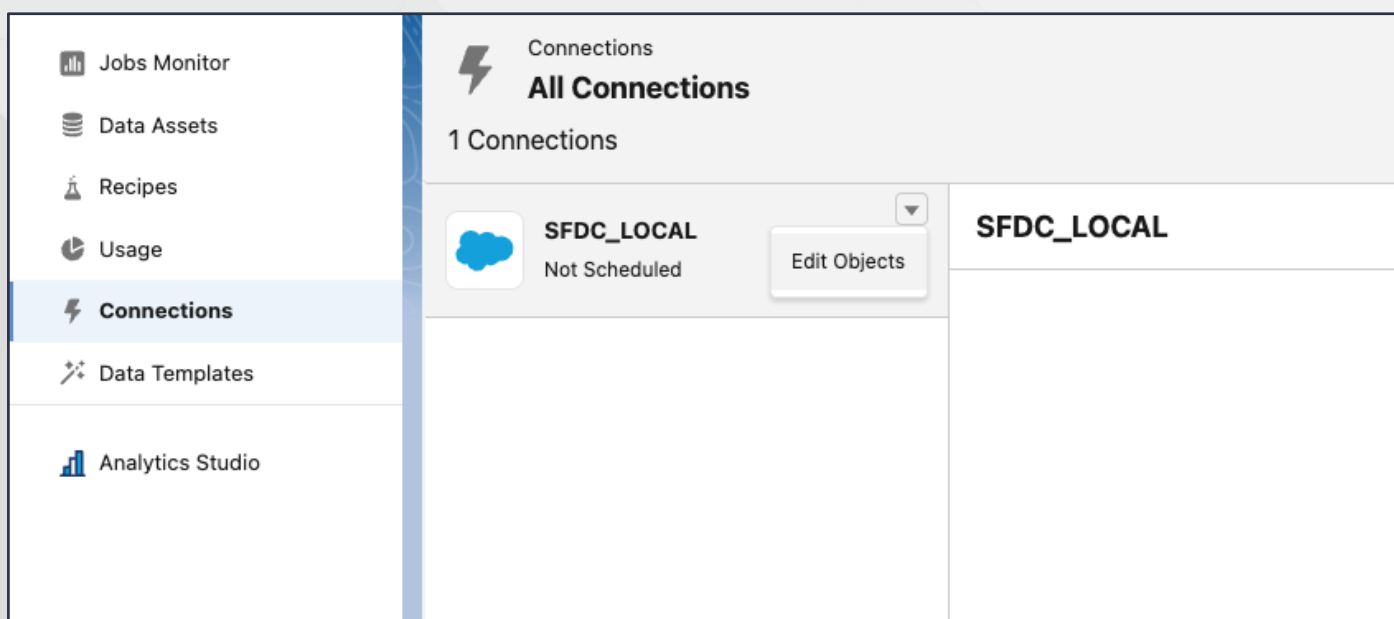 Jobs Monitor
Data Assets
Recipes
Usage
Connections
Data Templates
Analytics Studio
Connections
All Connections
1 Connections
SFDC_LOCAL
Not Scheduled
Edit Objects
SFDC_LOCAL